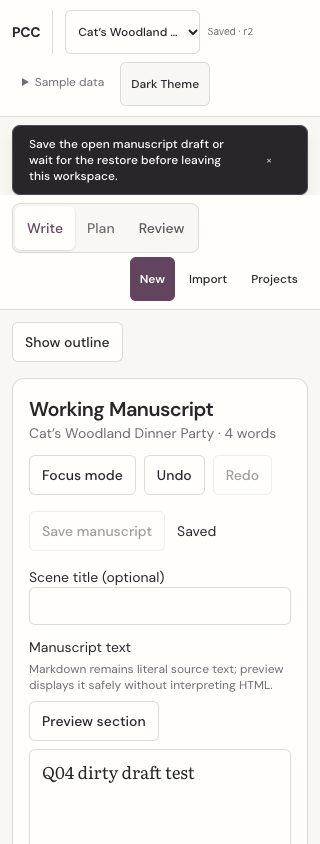 PCC
Cat’s Woodland ...
Saved · r2
Sample data
Dark Theme
Save the open manuscript draft or
wait for the restore before leaving
this workspace.
×
Write
Plan
Review
New
Import
Projects
Show outline
Working Manuscript
Cat’s Woodland Dinner Party · 4 words
Focus mode
Undo
Redo
Save manuscript
Saved
Scene title (optional)
Manuscript text
Markdown remains literal source text; preview
displays it safely without interpreting HTML.
Preview section
Q04 dirty draft test